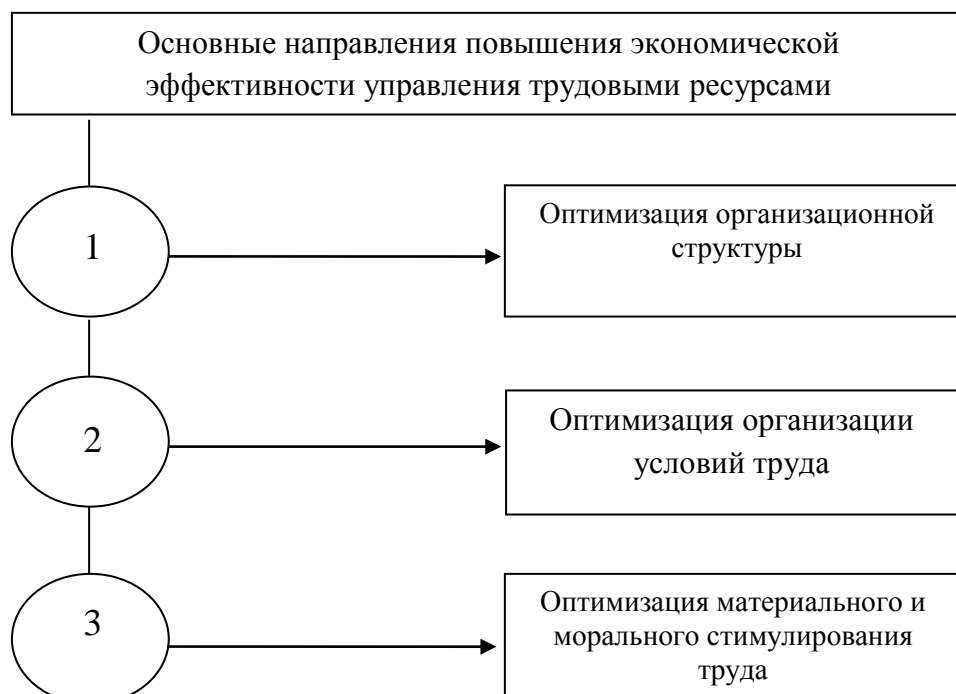 Основные направления повышения экономической
эффективности управления трудовыми ресурсами
1
Оптимизация организационной
структуры
2
Оптимизация организации
условий труда
3
Оптимизация материального и
морального стимулирования
труда